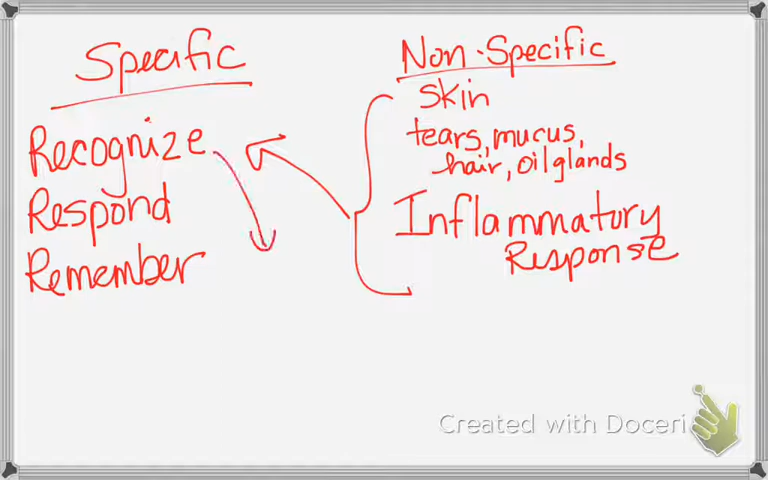 Specific
Recognize
Respond
Remember
Non-Specific
Skin
tears, mucus,
hair, oil glands
Inflammatory
Response
Created with Doceri